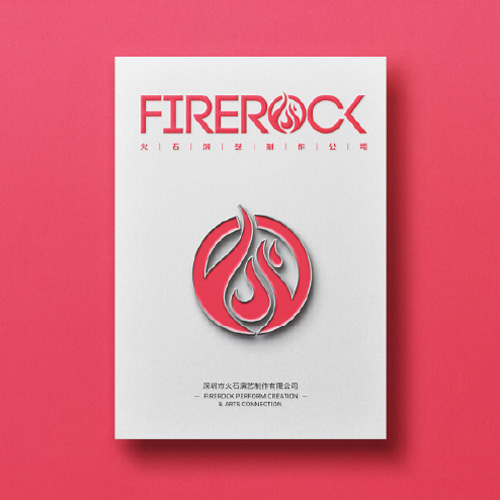 FIREROCK
火|石|演|艺|制|作|公|司
深圳市火石演艺制作有限公司
— FIREROCK PERFORM CREATION —
& ARTS CONNECTION